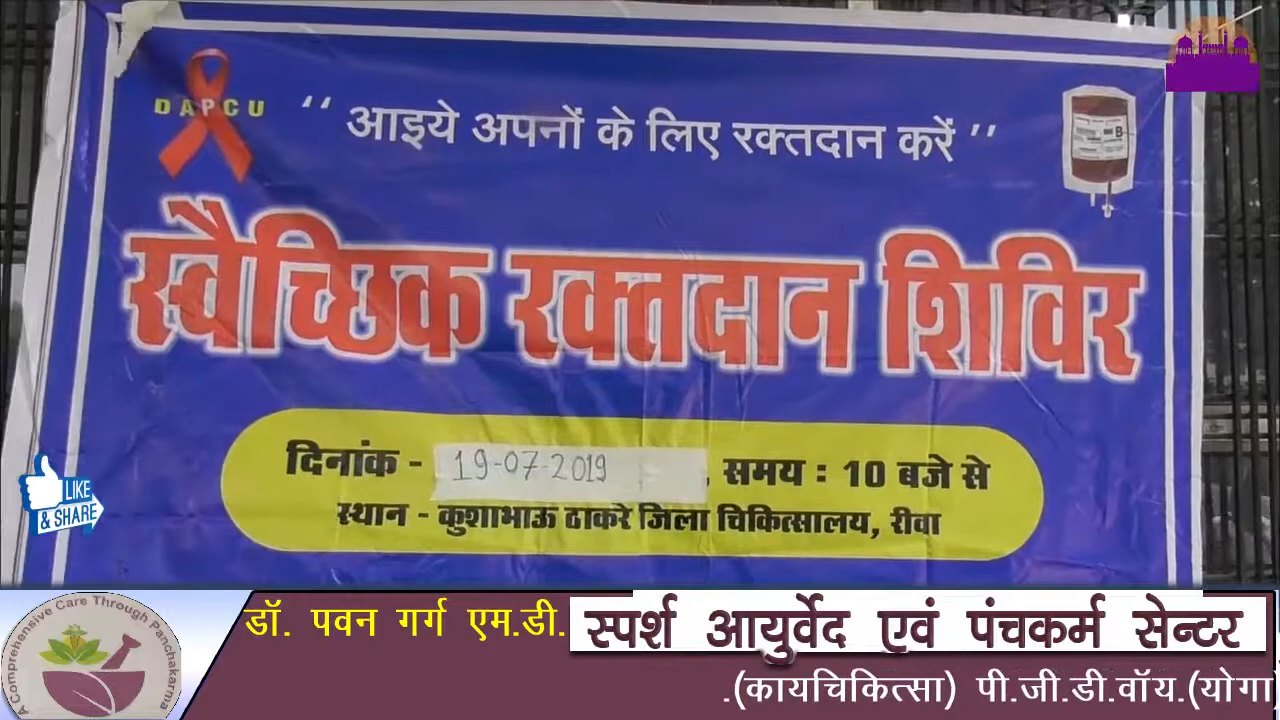 DAPCU
“ आइये अपनों के लिए रक्तदान करें ”
B
स्वैच्छिक रक्तदान शिविर
दिनांक - 19-07-2019, समय : 10 बजे से
स्थान - कुशाभाऊ ठाकरे जिला चिकित्सालय, रीवा
LIKE
& SHARE
A Comprehensive Care Through Panchakarma
डॉ. पवन गर्ग एम.डी. स्पर्श आयुर्वेद एवं पंचकर्म सेन्टर
.(कायचिकित्सा) पी.जी.डी.वॉय.(योगा)